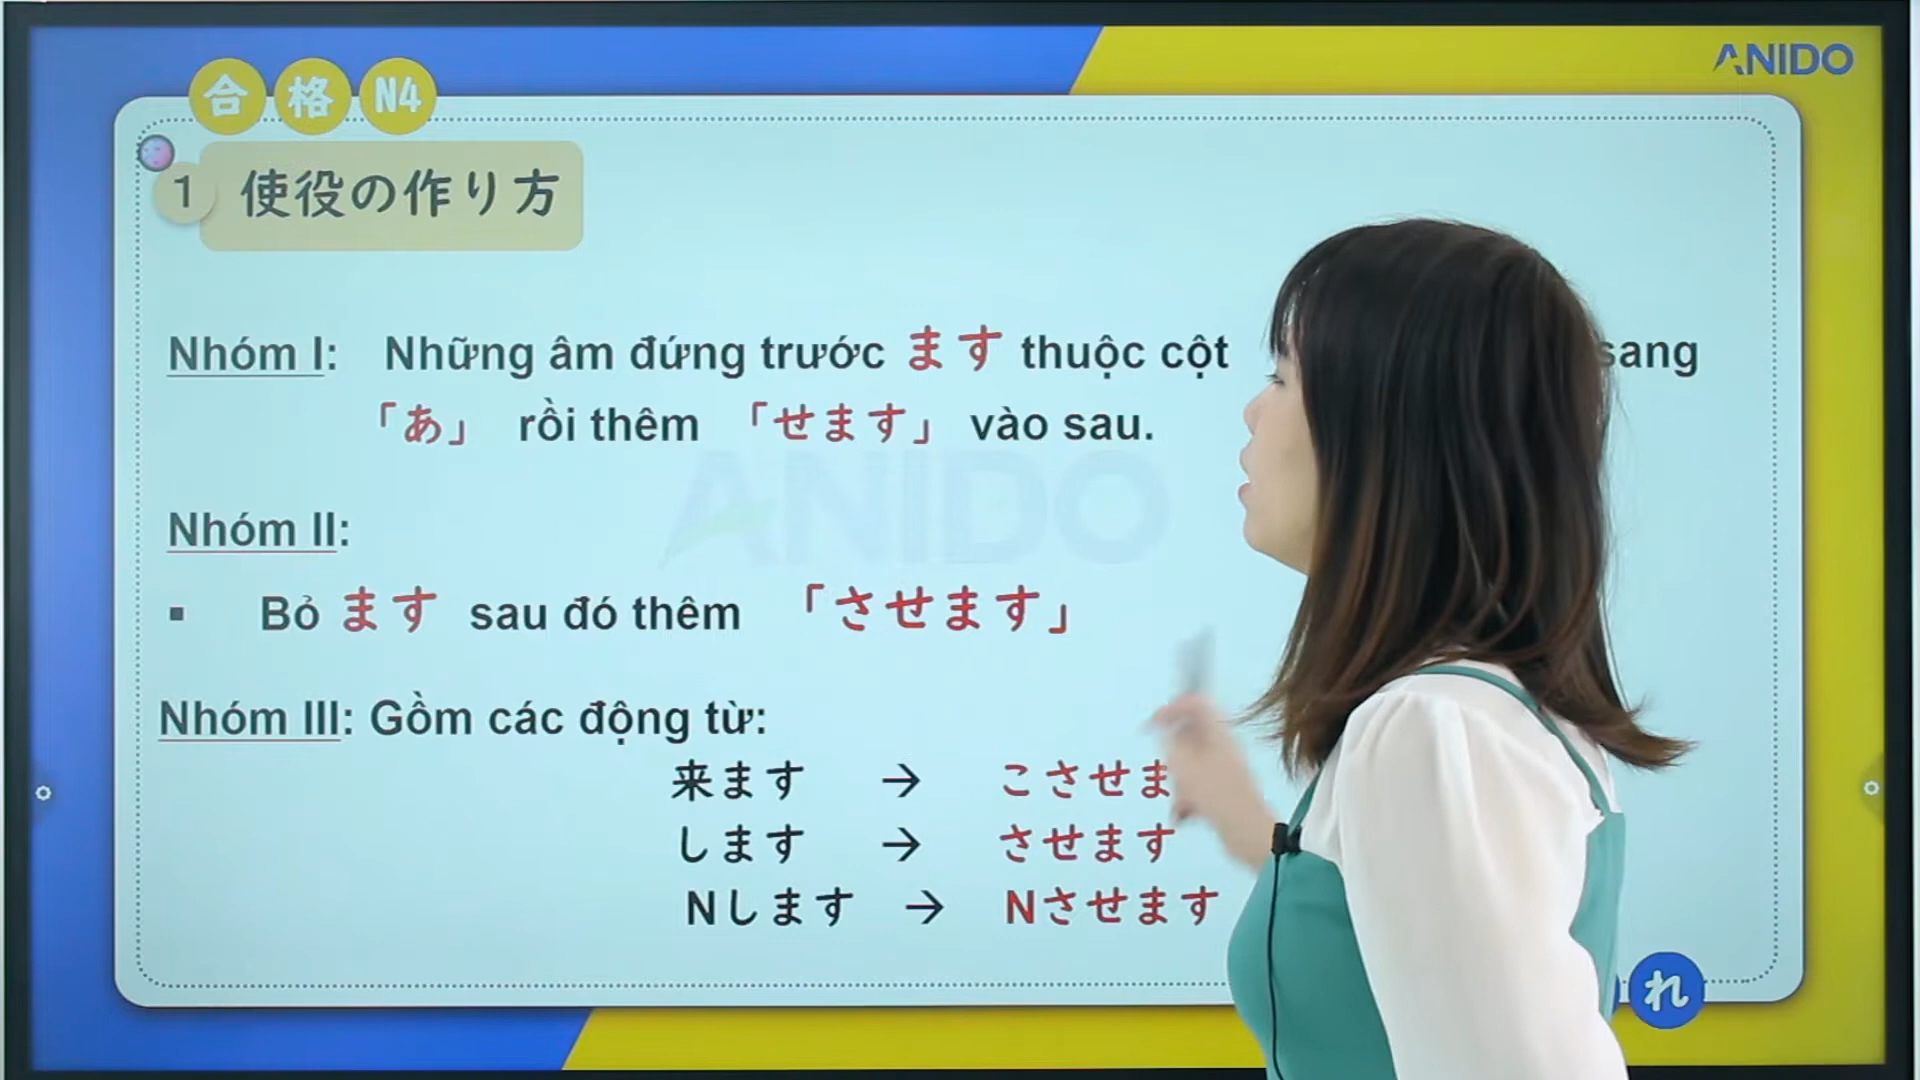 ANIDO
合格N4
1 使役の作り方
Nhóm I: Những âm đứng trước ます thuộc cột sang
「あ」 rồi thêm 「せます」 vào sau.
ANIDO
Nhóm II:
▪ Bỏ ます sau đó thêm 「させます」
Nhóm III: Gồm các động từ:
来ます → こさせま
します → させます
Nします → Nさせます
れ